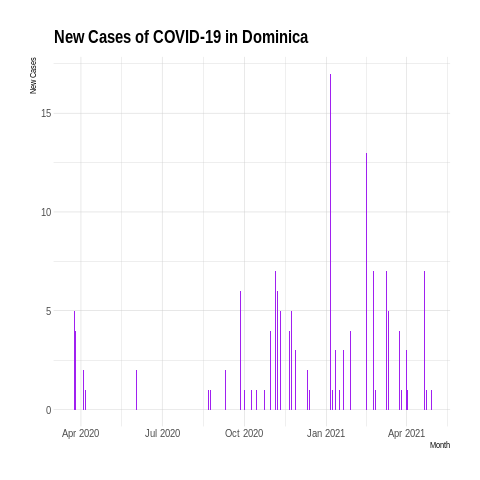 New Cases of COVID-19 in Dominica
New Cases
15
10
5
0
Apr 2020 Jul 2020 Oct 2020 Jan 2021 Apr 2021
Month